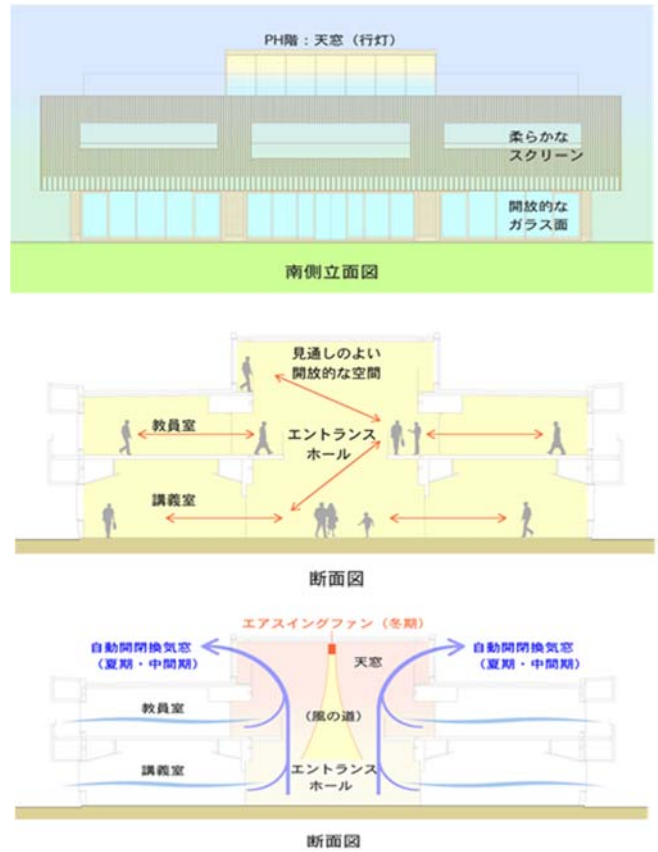 PH階:天窓(行灯)
柔らかな
スクリーン
開放的な
ガラス面
南側立面図
見通しのよい
開放的な空間
教員室
エントランス
ホール
講義室
断面図
エアスイングファン(冬期)
自動開閉換気窓
(夏期・中間期)
天窓
自動開閉換気窓
(夏期・中間期)
教員室
(風の道)
講義室
エントランス
ホール
断面図